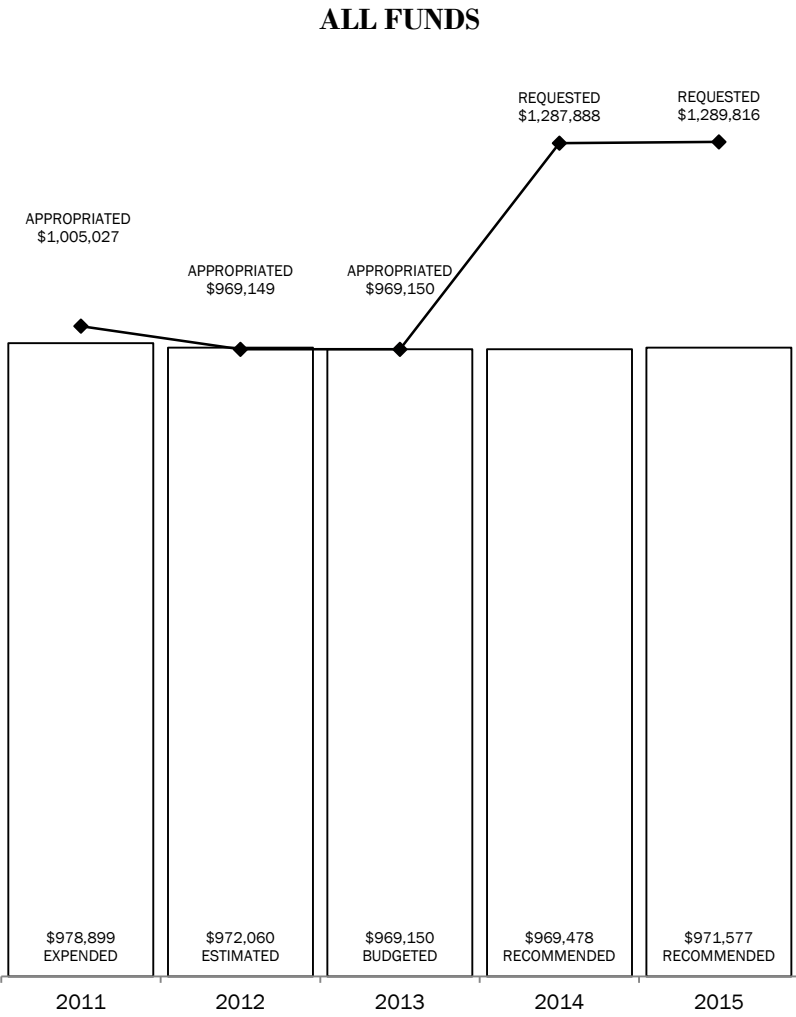 ALL FUNDS
REQUESTED
$1,287,888
REQUESTED
$1,289,816
APPROPRIATED
$1,005,027
APPROPRIATED
$969,149
APPROPRIATED
$969,150
$978,899
EXPENDED
$972,060
ESTIMATED
$969,150
BUDGETED
$969,478
RECOMMENDED
$971,577
RECOMMENDED
2011
2012
2013
2014
2015